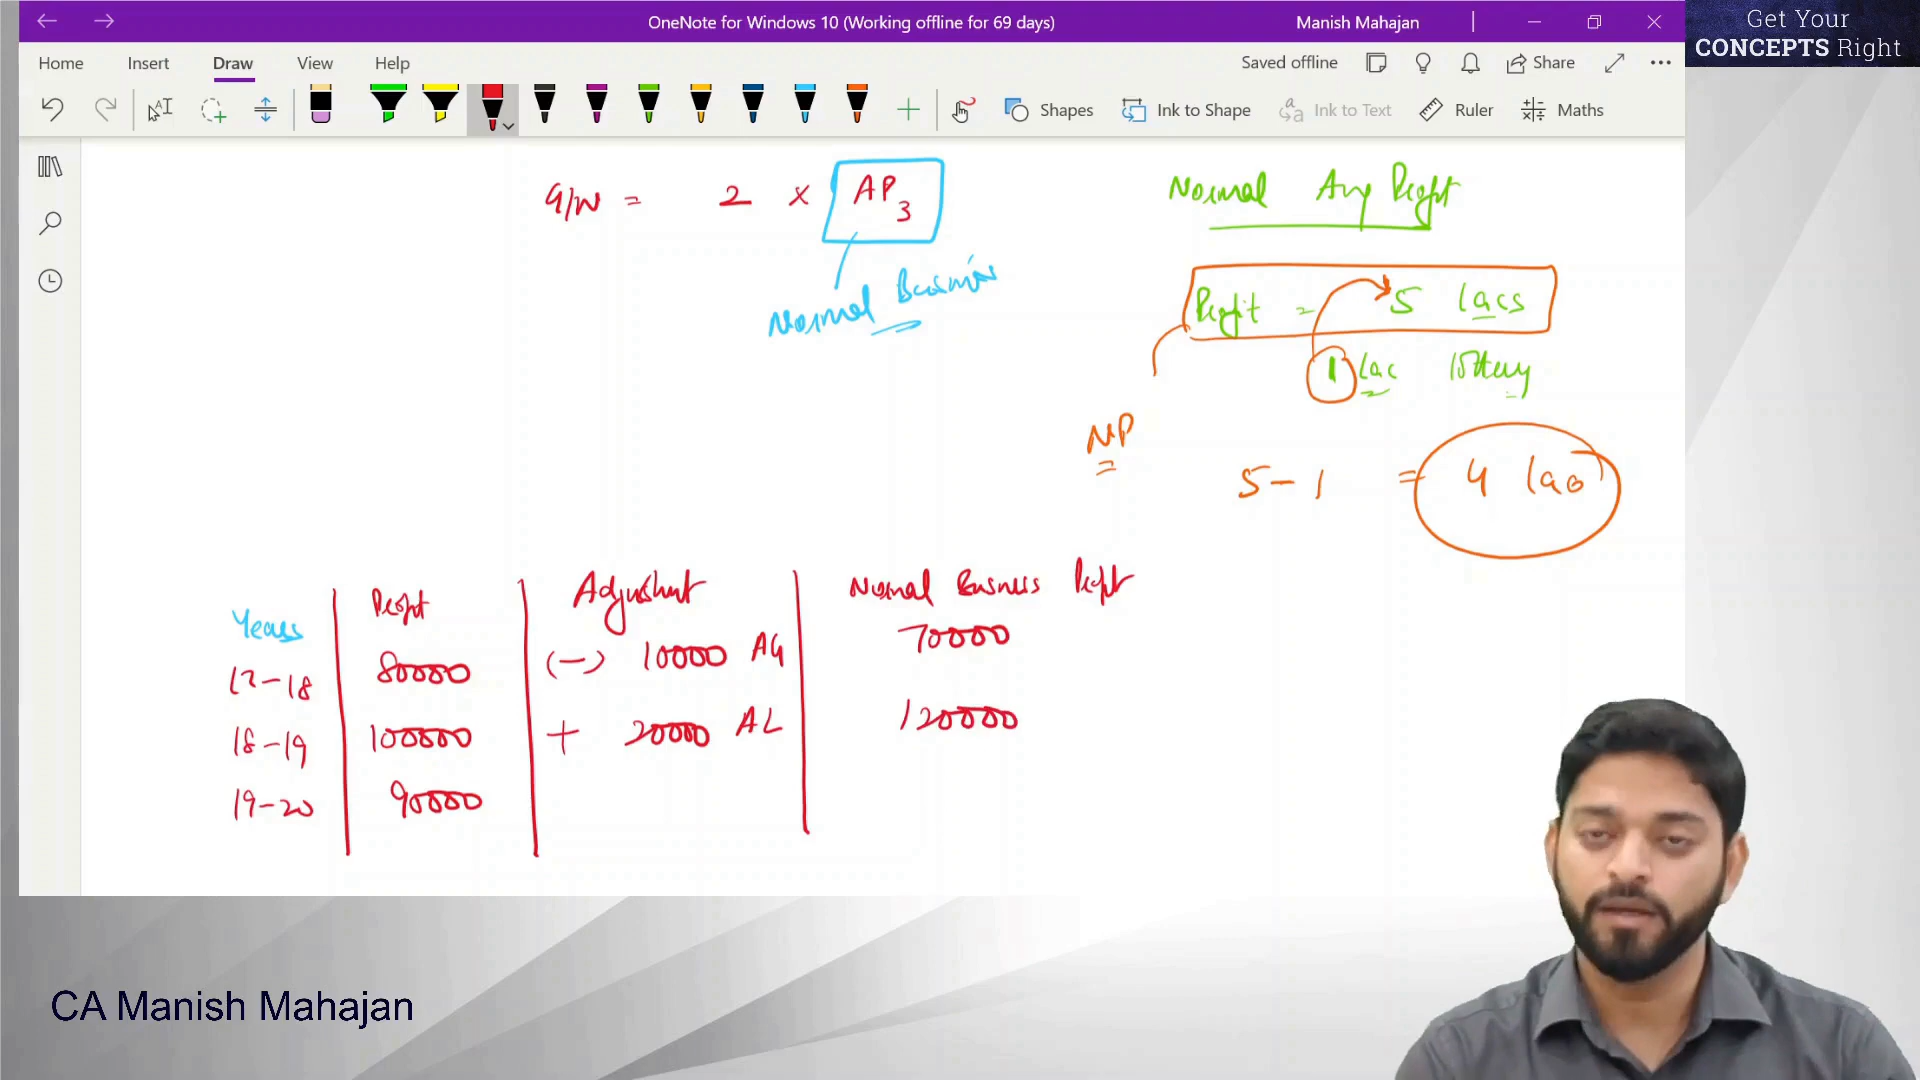 OneNote for Windows 10 (Working offline for 69 days)
Manish Mahajan
Get Your
CONCEPTS Right
Home Insert Draw View Help
Saved offline Share
Shapes Ink to Shape Ink to Text Ruler Maths
G/W = 2 × AP3
Normal Business
Normal Avg Profit
Profit = 5 lacs
1 lac lottery
NP
5 - 1 = 4 lac
Years Profit Adjustment Normal Business Profit
17-18 80000 (-) 10000 AG 70000
18-19 100000 + 20000 AL 120000
19-20 90000
CA Manish Mahajan